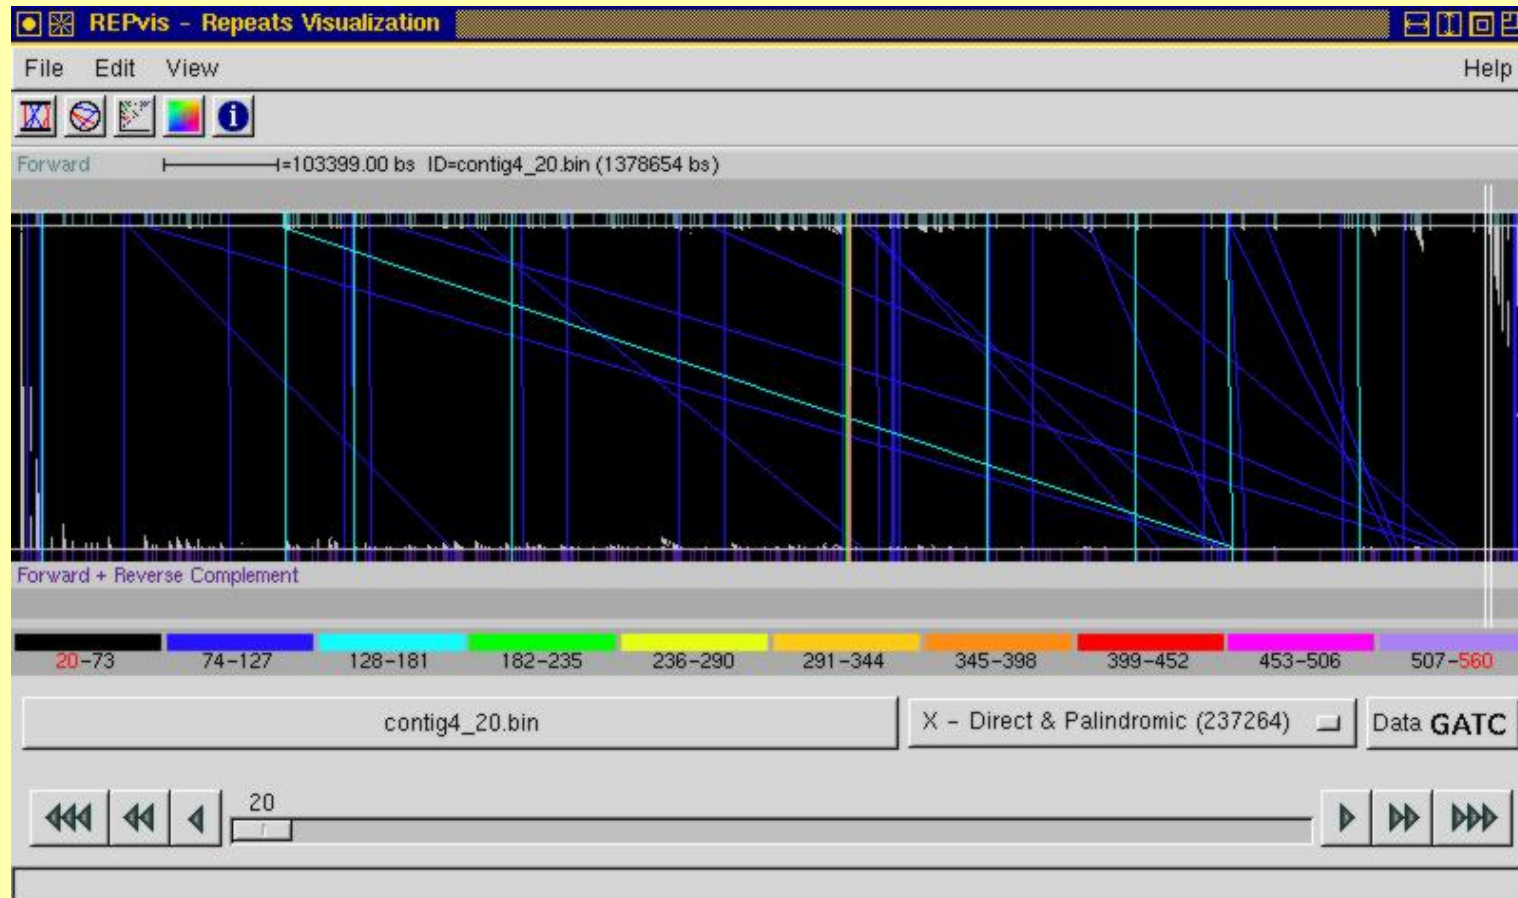 REPvis - Repeats Visualization
File Edit View Help
i
Forward =103399.00 bs ID=contig4_20.bin (1378654 bs)
Forward + Reverse Complement
20-73 74-127 128-181 182-235 236-290 291-344 345-398 399-452 453-506 507-560
contig4_20.bin X - Direct & Palindromic (237264) Data GATC
20